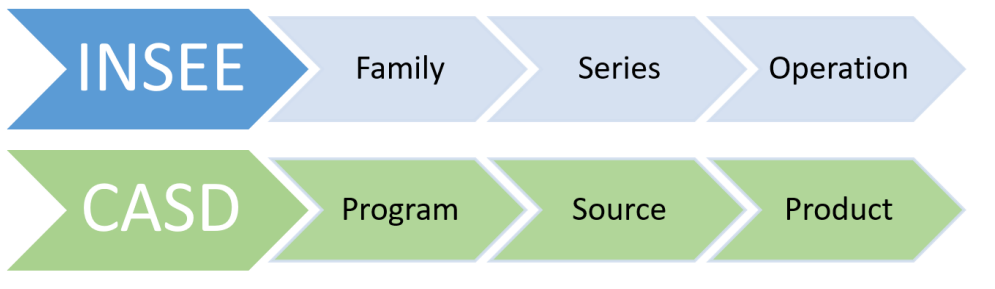 INSEE Family Series Operation
CASD Program Source Product